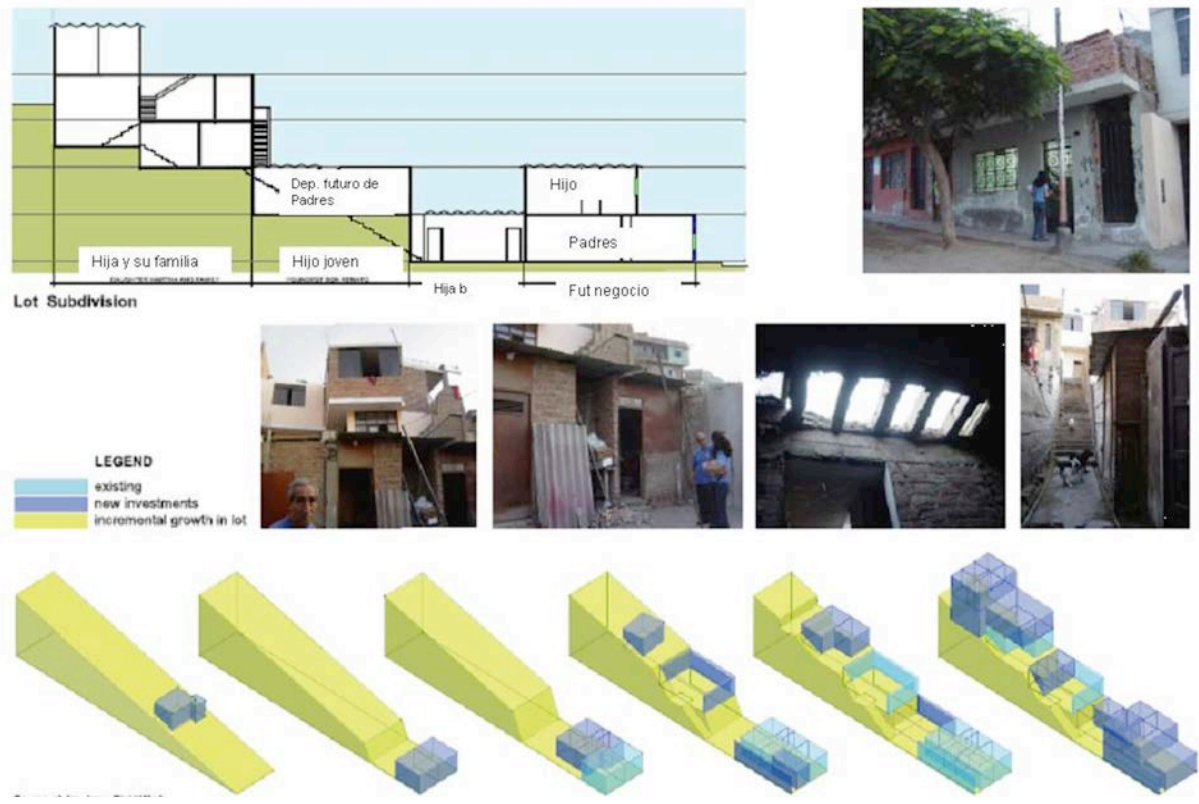 Dep. futuro de
Padres
Hijo
Padres
Hija y su familia
Hijo joven
Hija b
Fut negocio
Lot Subdivision
LEGEND
existing
new investments
incremental growth in lot